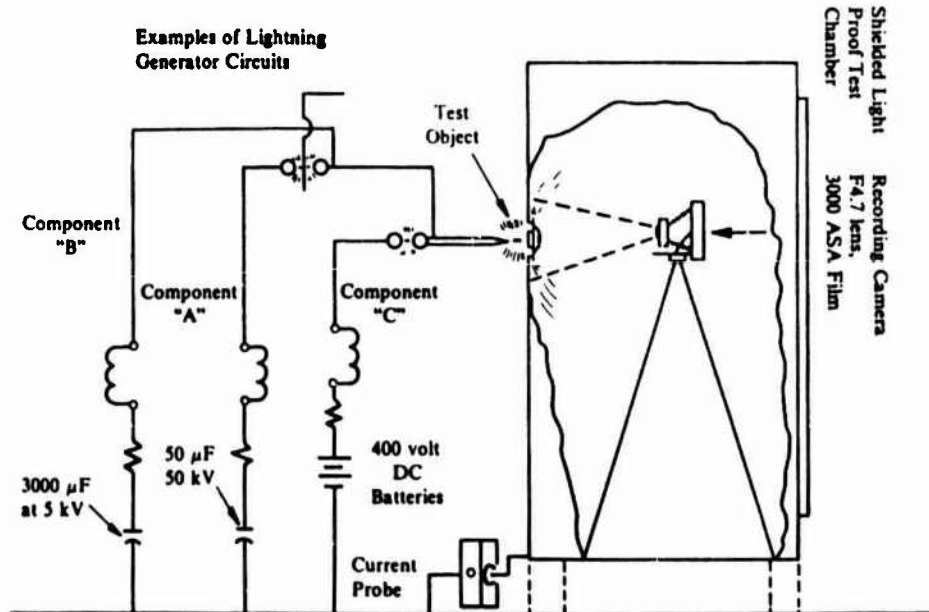 Examples of Lightning
Generator Circuits
Test
Object
Component
"B"
Component
"A"
Component
"C"
3000 μF
at 5 kV
50 μF
50 kV
400 volt
DC
Batteries
Current
Probe
Shielded Light
Proof Test
Chamber
Recording Camera
F4.7 lens,
3000 ASA Film